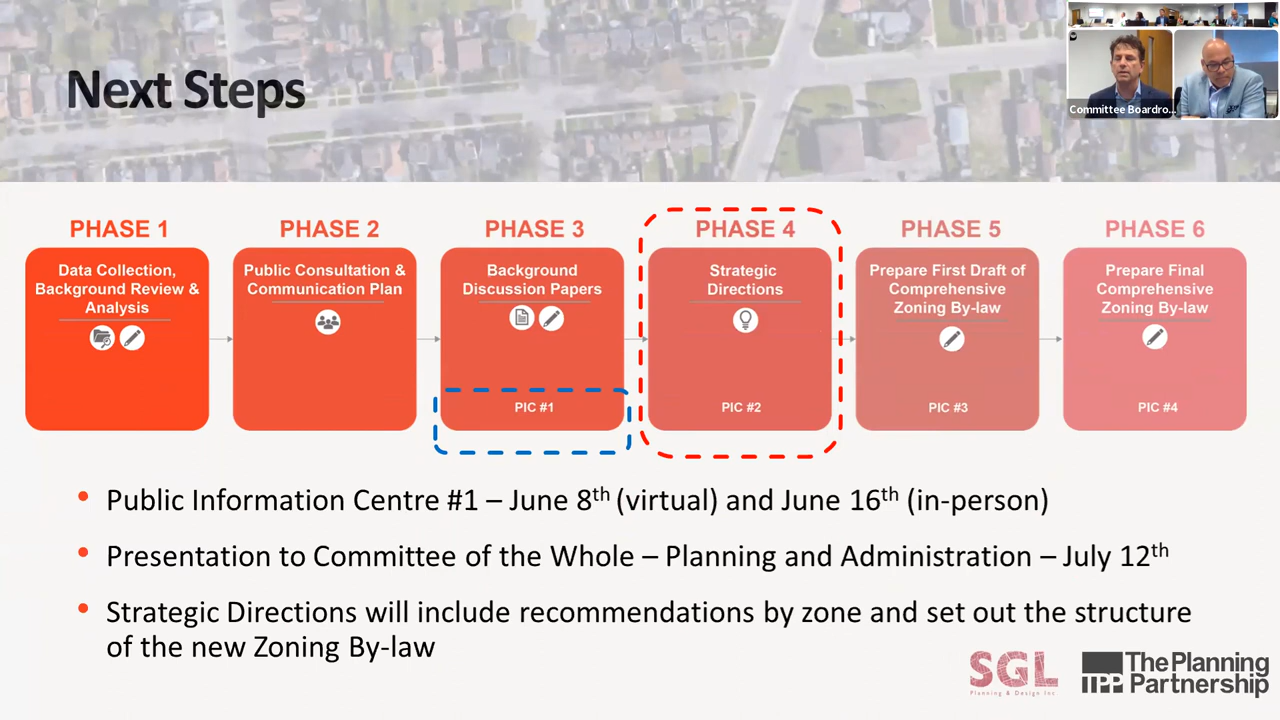 Next Steps
Committee Boardro...
PHASE 1
Data Collection,
Background Review &
Analysis
PHASE 2
Public Consultation &
Communication Plan
PHASE 3
Background
Discussion Papers
PIC #1
PHASE 4
Strategic
Directions
PIC #2
PHASE 5
Prepare First Draft of
Comprehensive
Zoning By-law
PIC #3
PHASE 6
Prepare Final
Comprehensive
Zoning By-law
PIC #4
• Public Information Centre #1 – June 8th (virtual) and June 16th (in-person)
• Presentation to Committee of the Whole – Planning and Administration – July 12th
• Strategic Directions will include recommendations by zone and set out the structure
of the new Zoning By-law
SGL
Planning & Design Inc
TPP
The Planning
Partnership